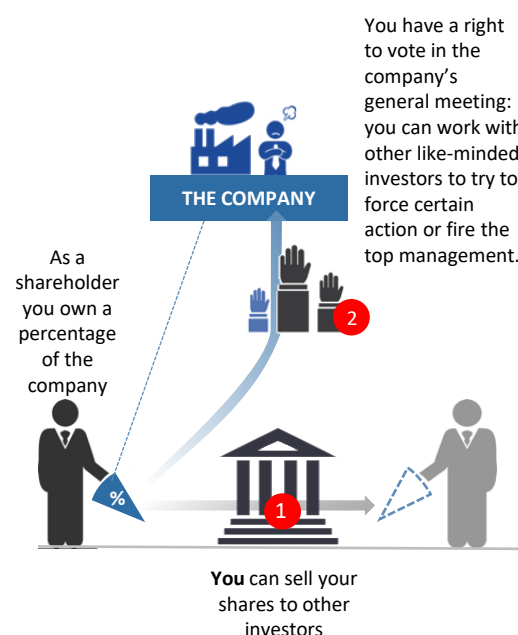 You have a right
to vote in the
company's
general meeting:
you can work with
other like-minded
investors to try to
force certain
action or fire the
top management.
THE COMPANY
2
As a
shareholder
you own a
percentage
of the
company
%
1
You can sell your
shares to other
investors